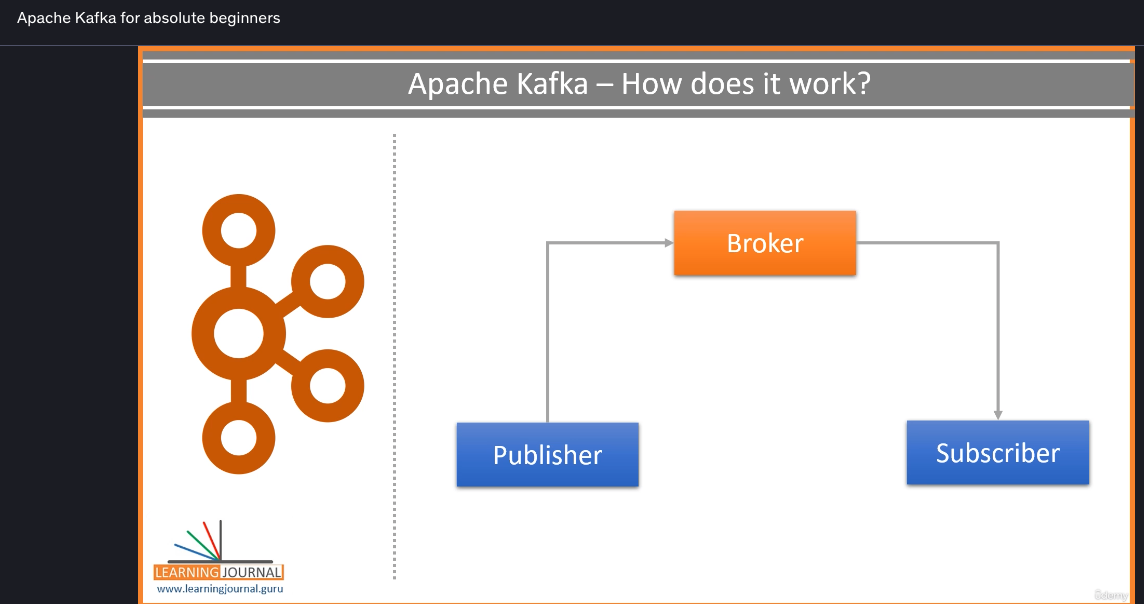 Apache Kafka for absolute beginners
Apache Kafka – How does it work?
Broker
Publisher
Subscriber
LEARNING JOURNAL
www.learningjournal.guru
ûdemy